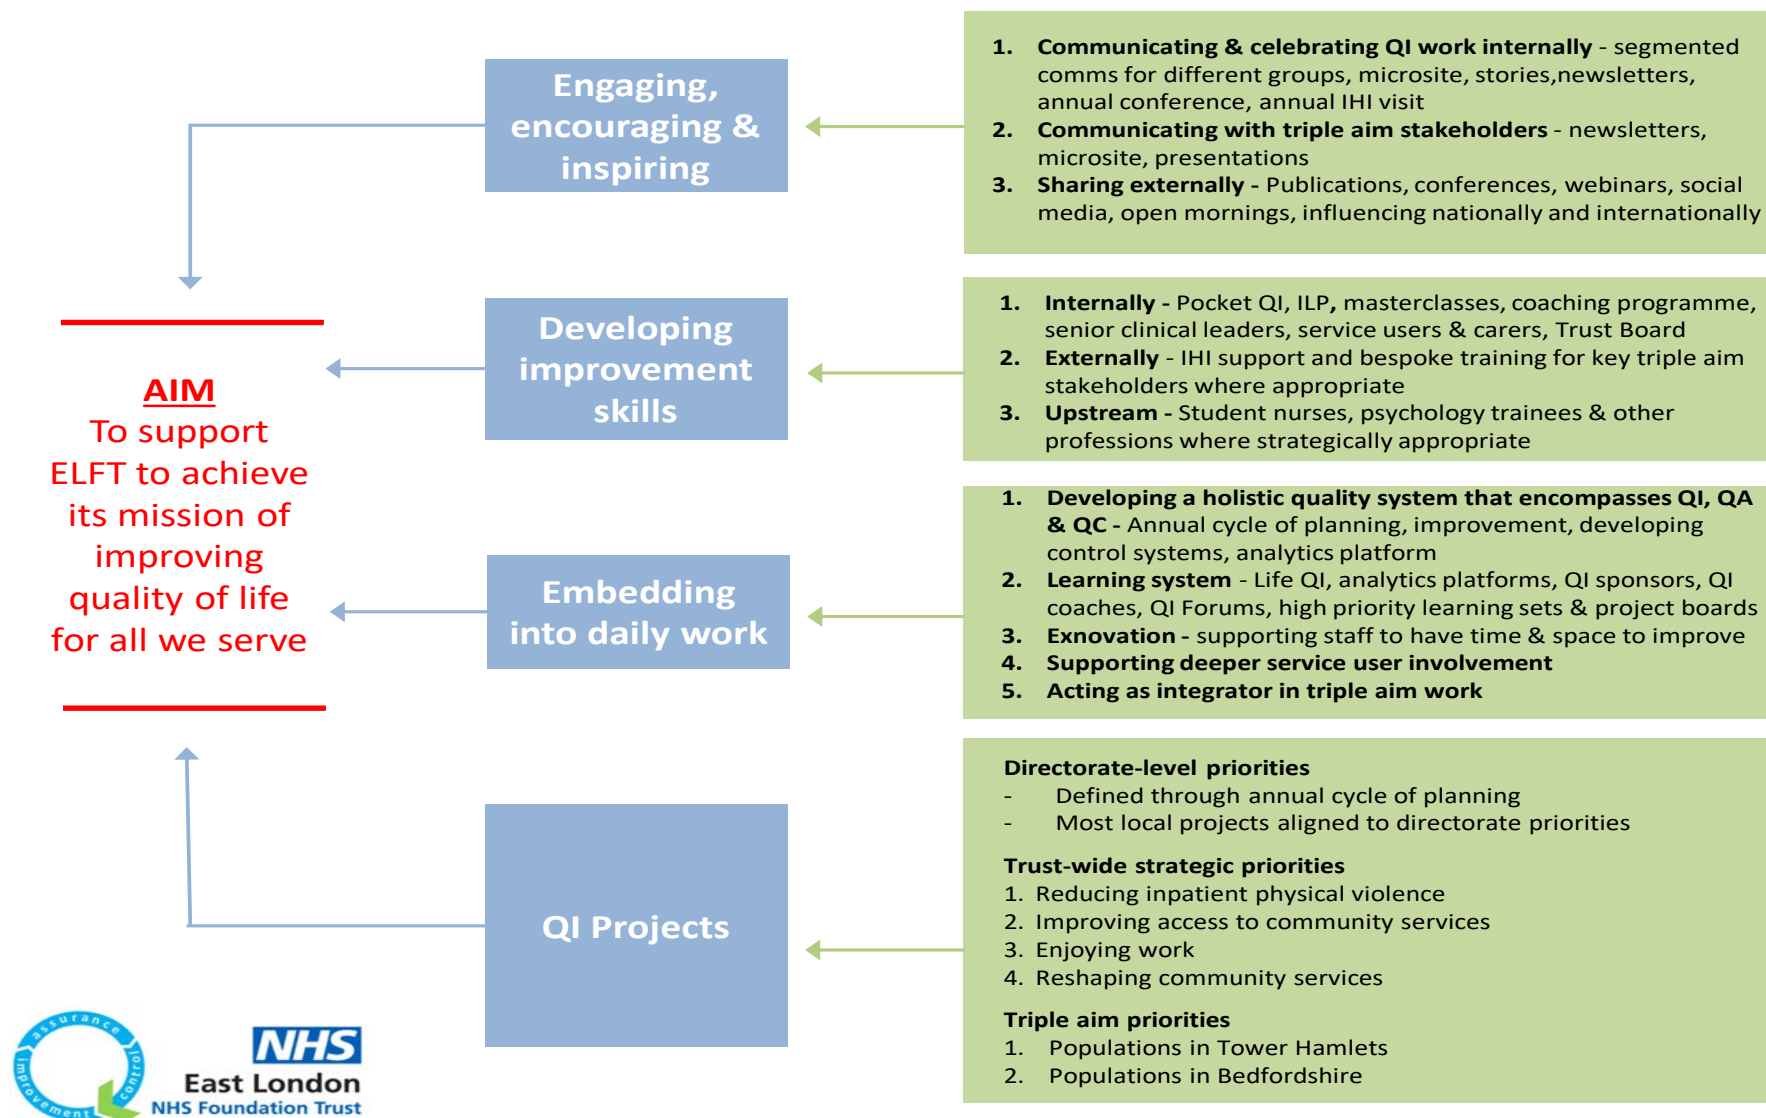 Engaging,
encouraging &
inspiring
1. Communicating & celebrating QI work internally - segmented
comms for different groups, microsite, stories,newsletters,
annual conference, annual IHI visit
2. Communicating with triple aim stakeholders - newsletters,
microsite, presentations
3. Sharing externally - Publications, conferences, webinars, social
media, open mornings, influencing nationally and internationally
AIM
To support
ELFT to achieve
its mission of
improving
quality of life
for all we serve
Developing
improvement
skills
1. Internally - Pocket QI, ILP, masterclasses, coaching programme,
senior clinical leaders, service users & carers, Trust Board
2. Externally - IHI support and bespoke training for key triple aim
stakeholders where appropriate
3. Upstream - Student nurses, psychology trainees & other
professions where strategically appropriate
Embedding
into daily work
1. Developing a holistic quality system that encompasses QI, QA
& QC - Annual cycle of planning, improvement, developing
control systems, analytics platform
2. Learning system - Life QI, analytics platforms, QI sponsors, QI
coaches, QI Forums, high priority learning sets & project boards
3. Exnovation - supporting staff to have time & space to improve
4. Supporting deeper service user involvement
5. Acting as integrator in triple aim work
QI Projects
Directorate-level priorities
- Defined through annual cycle of planning
- Most local projects aligned to directorate priorities
Trust-wide strategic priorities
1. Reducing inpatient physical violence
2. Improving access to community services
3. Enjoying work
4. Reshaping community services
Triple aim priorities
1. Populations in Tower Hamlets
2. Populations in Bedfordshire
assurance
control
improvement
NHS
East London
NHS Foundation Trust